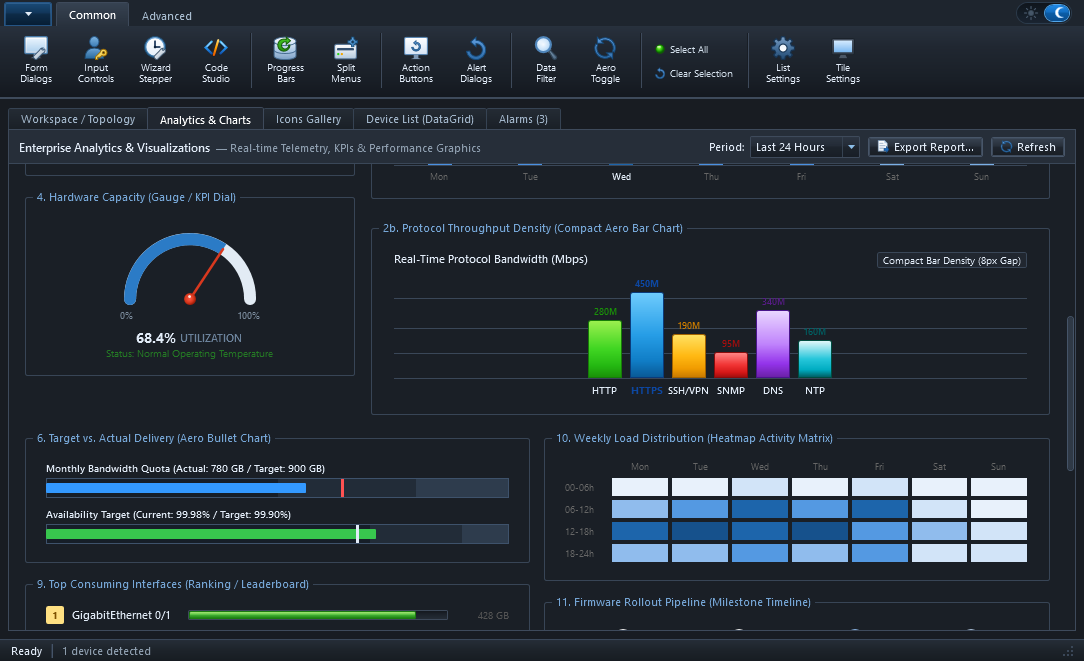 Common
Advanced
Form
Dialogs
Input
Controls
Wizard
Stepper
Code
Studio
Progress
Bars
Split
Menus
Action
Buttons
Alert
Dialogs
Data
Filter
Aero
Toggle
Select All
Clear Selection
List
Settings
Tile
Settings
Workspace / Topology
Analytics & Charts
Icons Gallery
Device List (DataGrid)
Alarms (3)
Enterprise Analytics & Visualizations — Real-time Telemetry, KPIs & Performance Graphics
Period:
Last 24 Hours
Export Report...
Refresh
Mon Tue Wed Thu Fri Sat Sun
4. Hardware Capacity (Gauge / KPI Dial)
0% 100%
68.4% UTILIZATION
Status: Normal Operating Temperature
2b. Protocol Throughput Density (Compact Aero Bar Chart)
Real-Time Protocol Bandwidth (Mbps)
Compact Bar Density (8px Gap)
280M 450M 190M 95M 340M 160M
HTTP HTTPS SSH/VPN SNMP DNS NTP
6. Target vs. Actual Delivery (Aero Bullet Chart)
Monthly Bandwidth Quota (Actual: 780 GB / Target: 900 GB)
Availability Target (Current: 99.98% / Target: 99.90%)
10. Weekly Load Distribution (Heatmap Activity Matrix)
Mon Tue Wed Thu Fri Sat Sun
00-06h
06-12h
12-18h
18-24h
9. Top Consuming Interfaces (Ranking / Leaderboard)
1 GigabitEthernet 0/1 428 GB
11. Firmware Rollout Pipeline (Milestone Timeline)
Ready
1 device detected